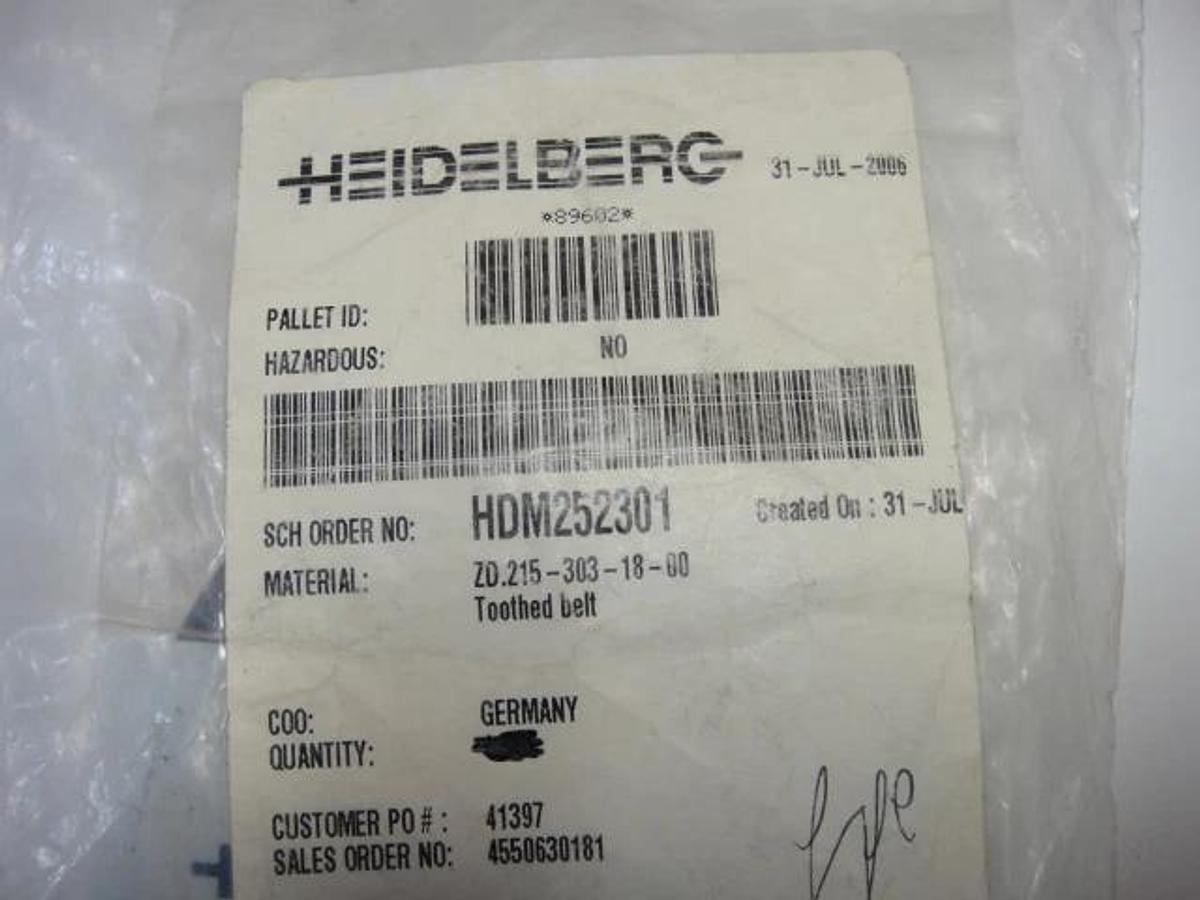 HEIDELBERG 31-JUL-2006
*89602*
PALLET ID:
HAZARDOUS: NO
SCH ORDER NO: HDM252301 Created On : 31-JUL
MATERIAL: ZD.215-303-18-00
Toothed belt
COO: GERMANY
QUANTITY:
CUSTOMER PO # : 41397
SALES ORDER NO: 4550630181